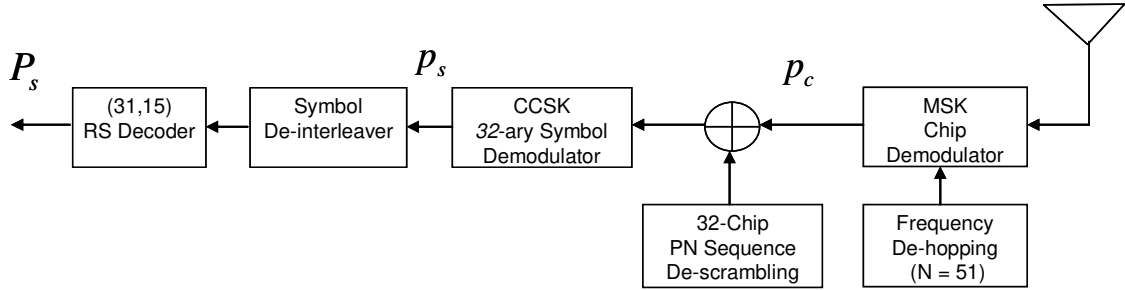 P_s
(31,15)
RS Decoder
Symbol
De-interleaver
p_s
CCSK
32-ary Symbol
Demodulator
p_c
MSK
Chip
Demodulator
32-Chip
PN Sequence
De-scrambling
Frequency
De-hopping
(N = 51)